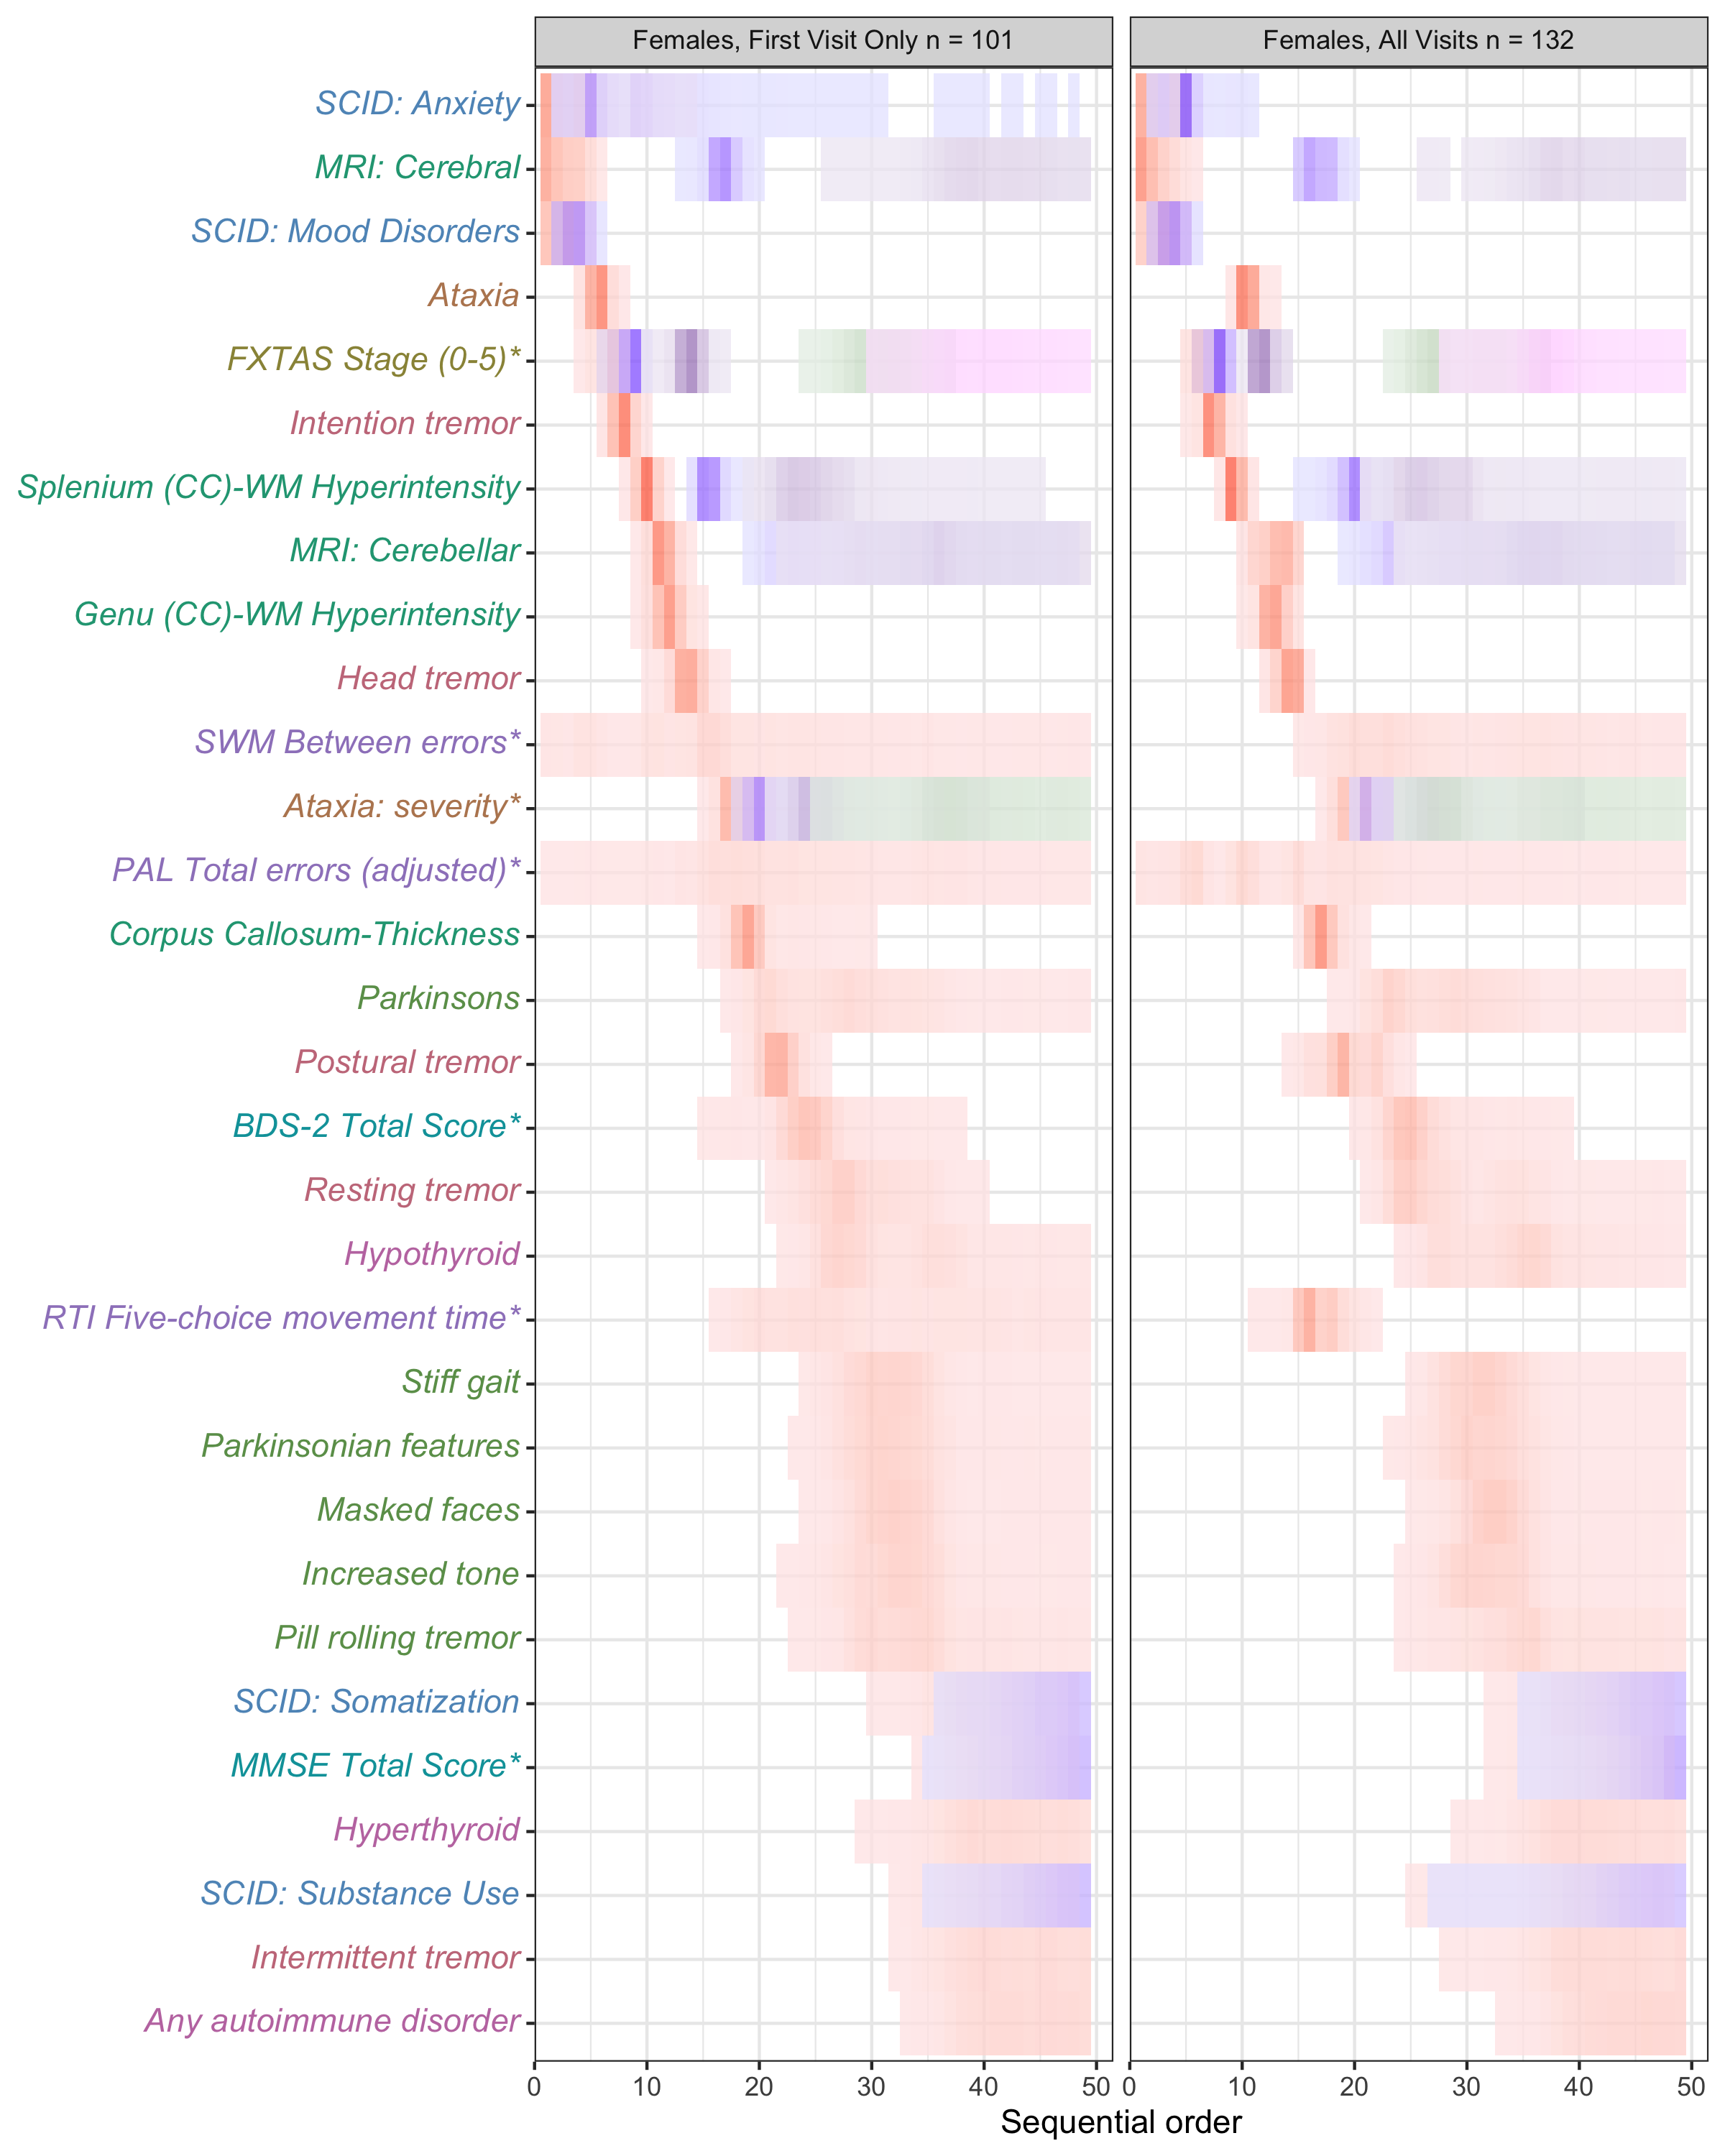 Females, First Visit Only n = 101
Females, All Visits n = 132
SCID: Anxiety
MRI: Cerebral
SCID: Mood Disorders
Ataxia
FXTAS Stage (0-5)*
Intention tremor
Splenium (CC)-WM Hyperintensity
MRI: Cerebellar
Genu (CC)-WM Hyperintensity
Head tremor
SWM Between errors*
Ataxia: severity*
PAL Total errors (adjusted)*
Corpus Callosum-Thickness
Parkinsons
Postural tremor
BDS-2 Total Score*
Resting tremor
Hypothyroid
RTI Five-choice movement time*
Stiff gait
Parkinsonian features
Masked faces
Increased tone
Pill rolling tremor
SCID: Somatization
MMSE Total Score*
Hyperthyroid
SCID: Substance Use
Intermittent tremor
Any autoimmune disorder
0 10 20 30 40 50 0 10 20 30 40 50
Sequential order